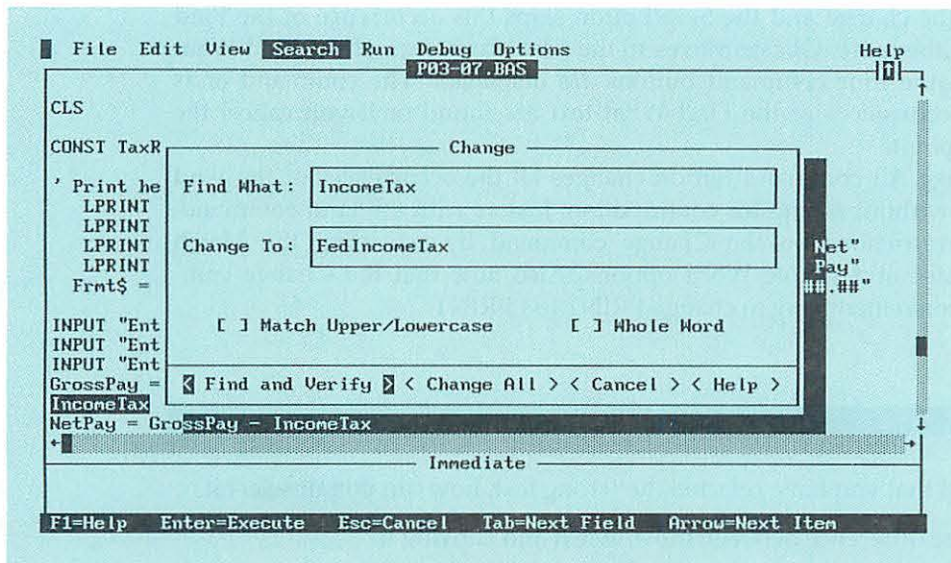 File Edit View Search Run Debug Options Help
P03-07.BAS
CLS
CONST TaxR
Change
' Print he
Find What: IncomeTax
LPRINT
LPRINT
LPRINT
Change To: FedIncomeTax
Net"
LPRINT
Pay"
Frmt$ =
##.##"
INPUT "Ent
[ ] Match Upper/Lowercase [ ] Whole Word
INPUT "Ent
INPUT "Ent
GrossPay =
< Find and Verify > < Change All > < Cancel > < Help >
IncomeTax
NetPay = GrossPay - IncomeTax
Immediate
F1=Help Enter=Execute Esc=Cancel Tab=Next Field Arrow=Next Item